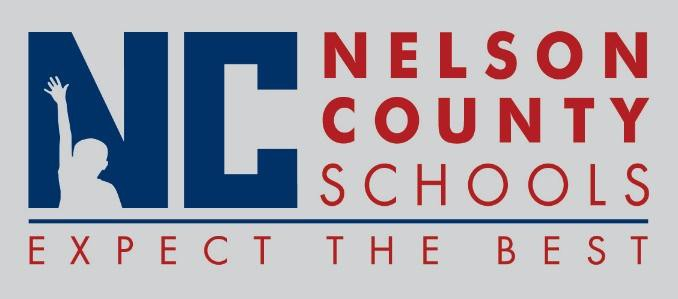 NC
NELSON
COUNTY
SCHOOLS
EXPECT THE BEST